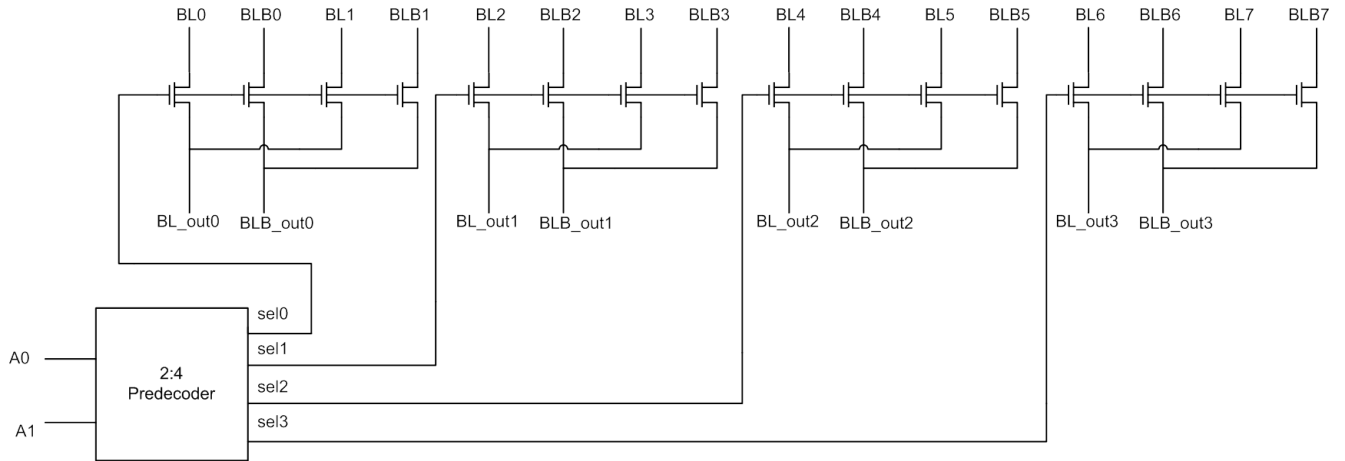 BL0 BLB0 BL1 BLB1 BL2 BLB2 BL3 BLB3 BL4 BLB4 BL5 BLB5 BL6 BLB6 BL7 BLB7
BL_out0 BLB_out0 BL_out1 BLB_out1 BL_out2 BLB_out2 BL_out3 BLB_out3
sel0
sel1
A0
2:4
Predecoder
sel2
sel3
A1